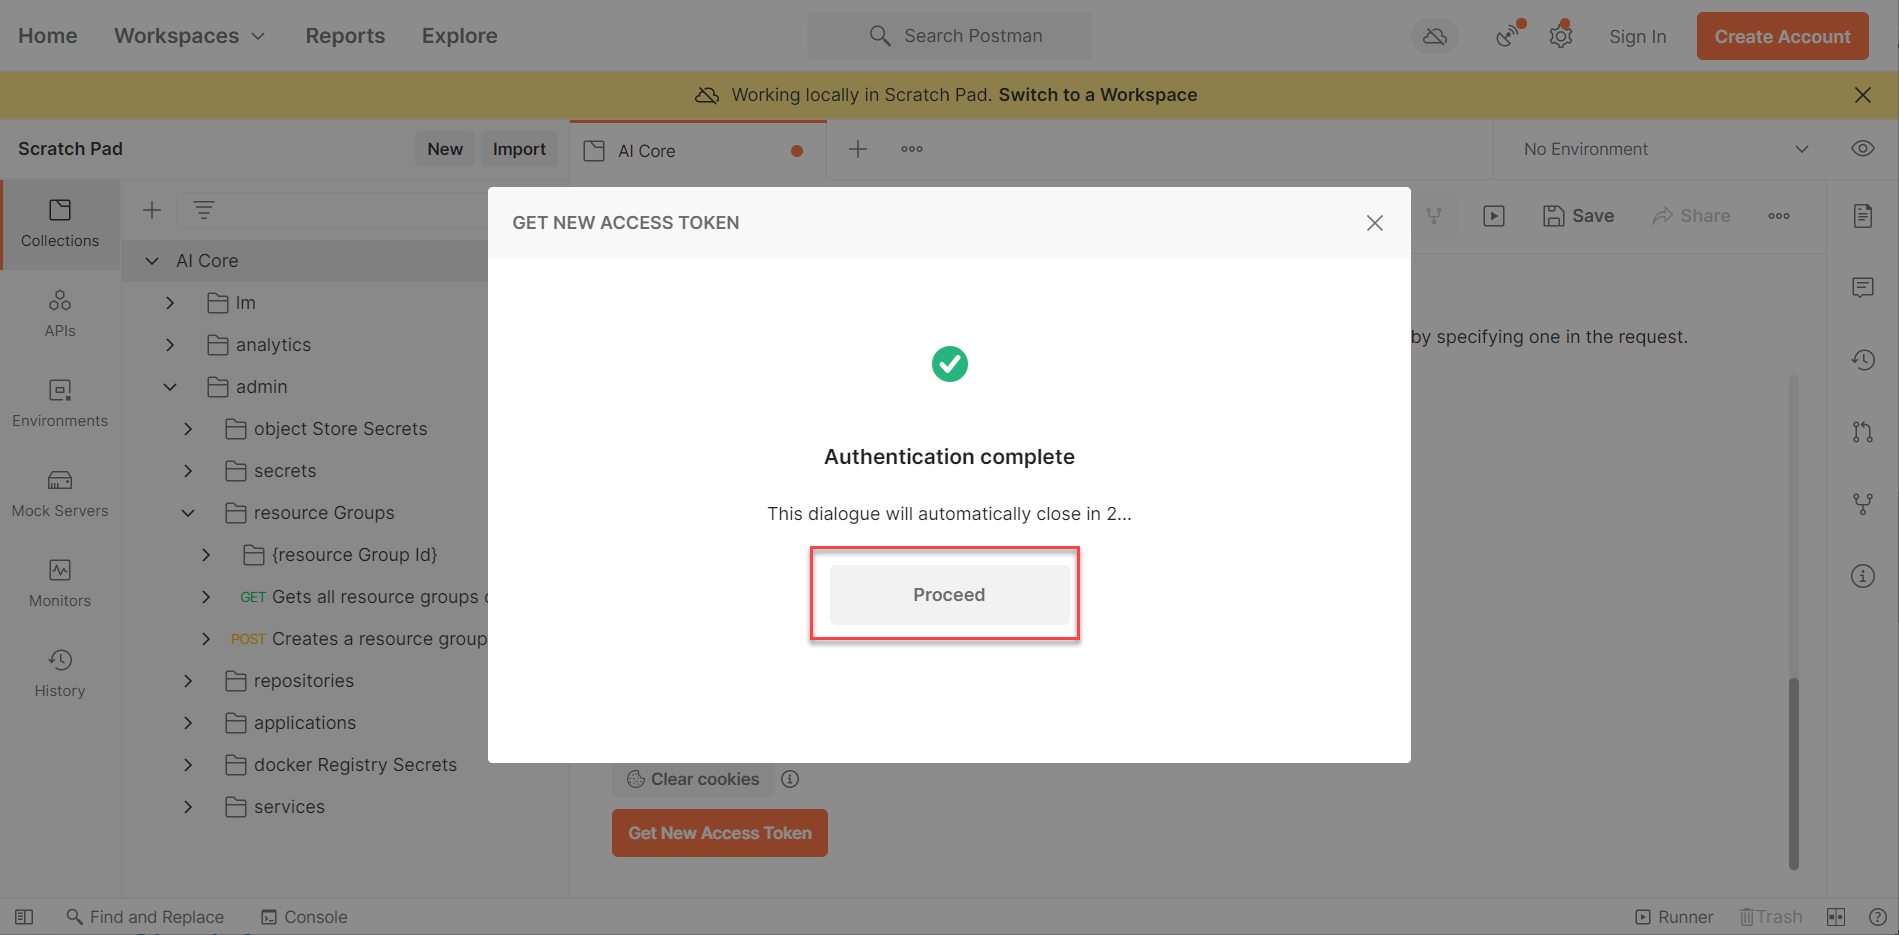 Home Workspaces Reports Explore Search Postman Sign In Create Account
Working locally in Scratch Pad. Switch to a Workspace
Scratch Pad New Import AI Core No Environment
GET NEW ACCESS TOKEN
Save Share
Collections
AI Core
lm
APIs
by specifying one in the request.
analytics
admin
Environments
object Store Secrets
Authentication complete
secrets
Mock Servers
resource Groups
This dialogue will automatically close in 2...
{resource Group Id}
Monitors
GET Gets all resource groups
Proceed
POST Creates a resource group
History
repositories
applications
docker Registry Secrets
Clear cookies
services
Get New Access Token
Find and Replace Console Runner Trash